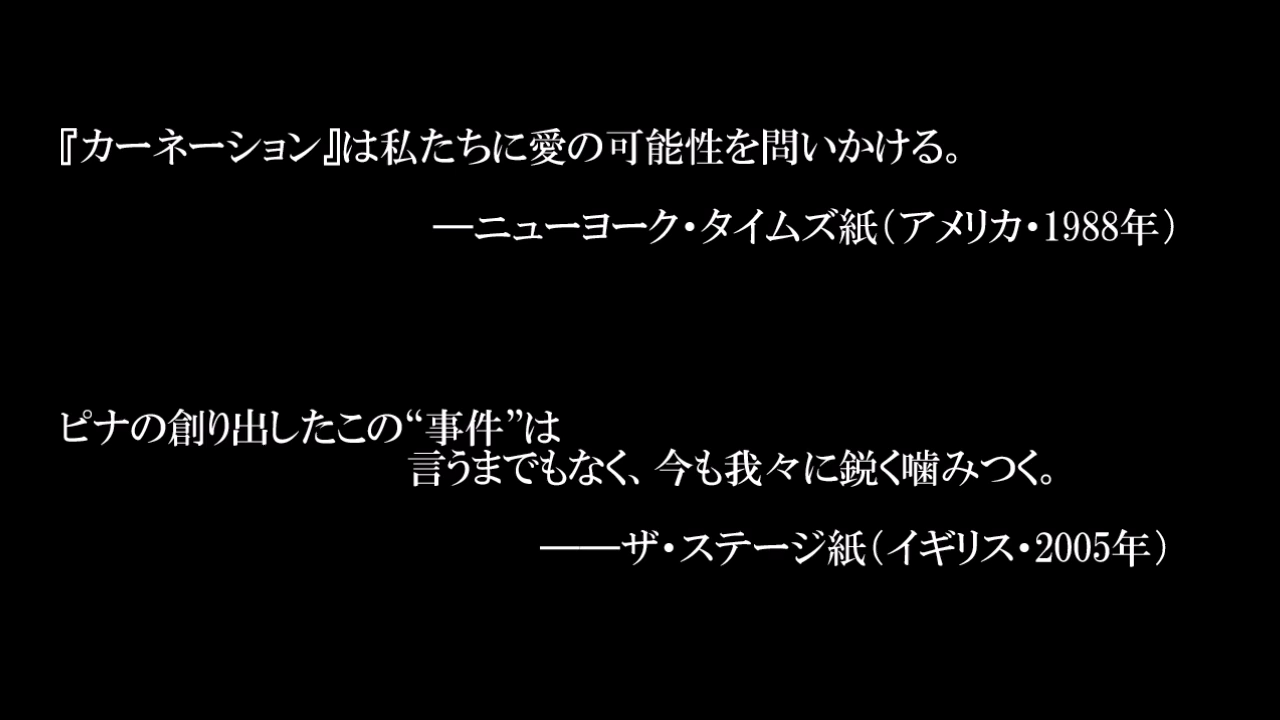 『カーネーション』は私たちに愛の可能性を問いかける。
―ニューヨーク・タイムズ紙（アメリカ・1988年）
ピナの創り出したこの“事件”は
言うまでもなく、今も我々に鋭く噛みつく。
――ザ・ステージ紙（イギリス・2005年）